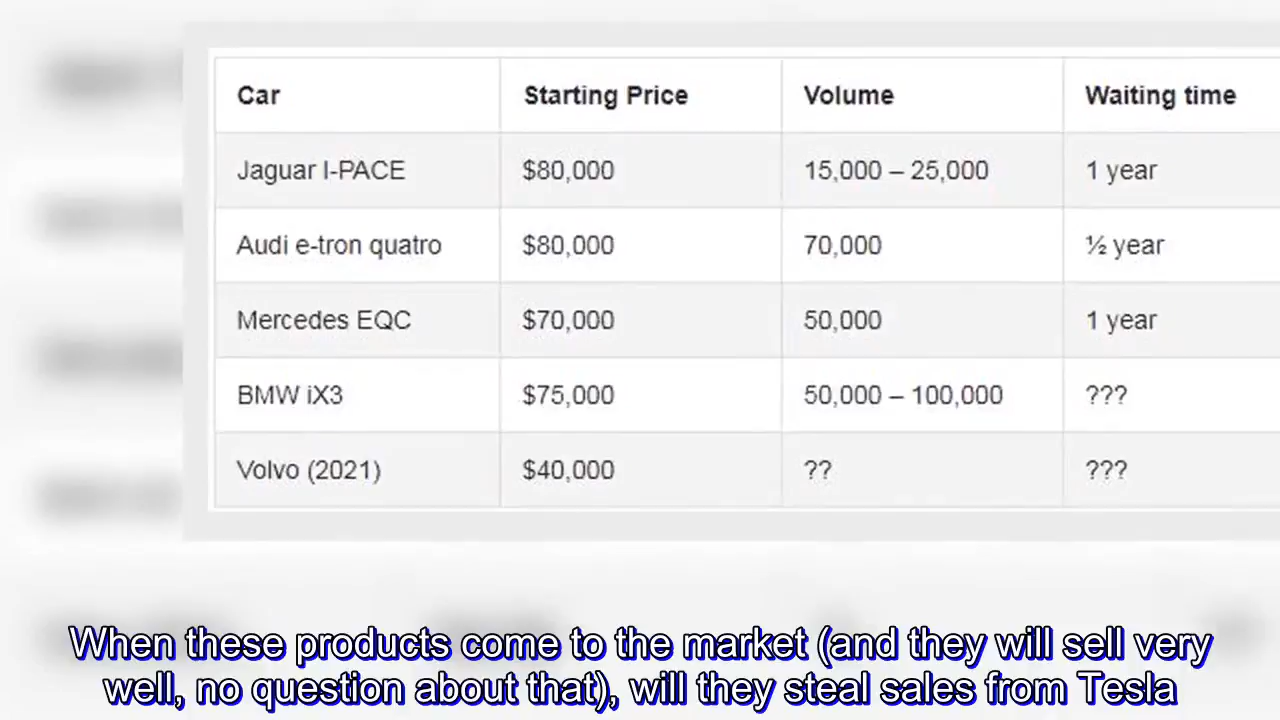 Car Starting Price Volume Waiting time
Jaguar I-PACE $80,000 15,000 – 25,000 1 year
Audi e-tron quatro $80,000 70,000 ½ year
Mercedes EQC $70,000 50,000 1 year
BMW iX3 $75,000 50,000 – 100,000 ???
Volvo (2021) $40,000 ?? ???
When these products come to the market (and they will sell very
well, no question about that), will they steal sales from Tesla